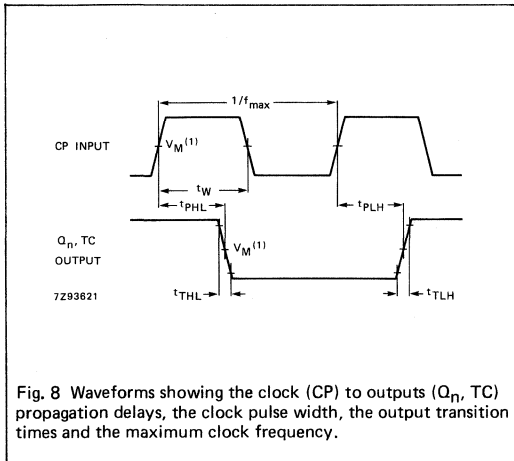 1/fmax
CP INPUT
VM(1)
tW
tPHL
tPLH
Qn, TC
OUTPUT
VM(1)
7Z93621
tTHL
tTLH
Fig. 8 Waveforms showing the clock (CP) to outputs (Qn, TC)
propagation delays, the clock pulse width, the output transition
times and the maximum clock frequency.